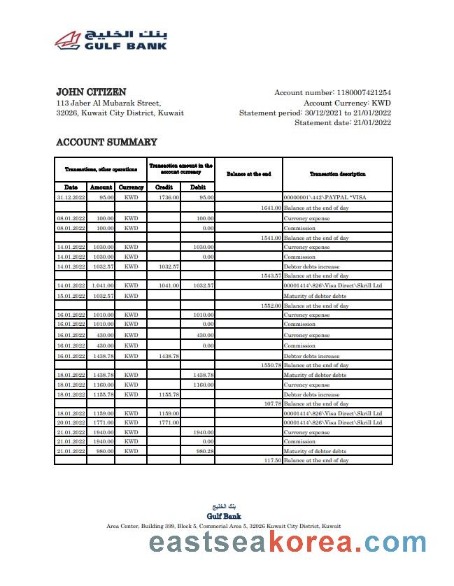 بنك الخليج
GULF BANK
JOHN CITIZEN
113 Jaber Al Mubarak Street,
32026, Kuwait City District, Kuwait
Account number: 1180007421254
Account Currency: KWD
Statement period: 30/12/2021 to 21/01/2022
Statement date: 21/01/2022
ACCOUNT SUMMARY
Transactions, other operations Transaction amount in the account currency Balance at the end Transaction description
Date Amount Currency Credit Debit
31.12.2022 95.00 KWD 1736.00 95.00 00000001\-442\PAYPAL *VISA
1641.00 Balance at the end of day
08.01.2022 100.00 KWD 100.00 Currency expense
08.01.2022 100.00 KWD 0.00 Commission
1541.00 Balance at the end of day
14.01.2022 1030.00 KWD 1030.00 Currency expense
14.01.2022 1030.00 KWD 0.00 Commission
14.01.2022 1032.57 KWD 1032.57 Debtor debts increase
1543.57 Balance at the end of day
14.01.2022 1.041.00 KWD 1041.00 1032.57 00001414\-826\Visa Direct\Skrill Ltd
15.01.2022 1032.57 KWD Maturity of debtor debts
1552.00 Balance at the end of day
16.01.2022 1010.00 KWD 1010.00 Currency expense
16.01.2022 1010.00 KWD 0.00 Commission
16.01.2022 430.00 KWD 430.00 Currency expense
16.01.2022 430.00 KWD 0.00 Commission
16.01.2022 1438.78 KWD 1438.78 Debtor debts increase
1550.78 Balance at the end of day
18.01.2022 1438.78 KWD 1438.78 Maturity of debtor debts
18.01.2022 1160.00 KWD 1160.00 Currency expense
18.01.2022 1155.78 KWD 1155.78 Debtor debts increase
107.78 Balance at the end of day
18.01.2022 1159.00 KWD 1159.00 00001414\-826\Visa Direct\Skrill Ltd
20.01.2022 1771.00 KWD 1771.00 00001414\-826\Visa Direct\Skrill Ltd
21.01.2022 1940.00 KWD 1940.00 Currency expense
21.01.2022 1940.00 KWD 0.00 Commission
21.01.2022 980.00 KWD 980.28 Maturity of debtor debts
117.50 Balance at the end of day
بنك الخليج
Gulf Bank
Area Center, Building 399, Block 5, Commerial Area 5, 32026 Kuwait City District, Kuwait
eastseakorea.com